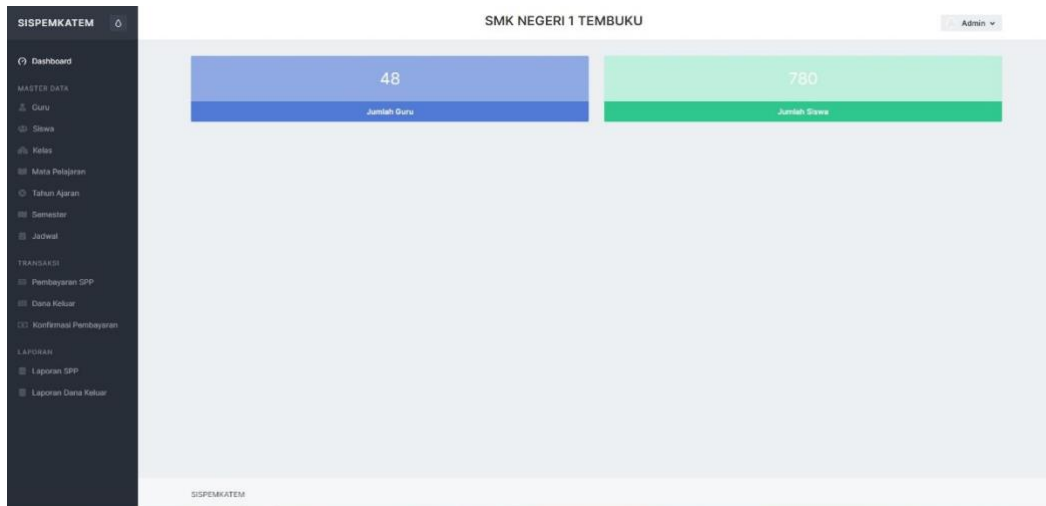 SISPEMKATEM
SMK NEGERI 1 TEMBUKU
Admin
Dashboard
MASTER DATA
Guru
Siswa
Kelas
Mata Pelajaran
Tahun Ajaran
Semester
Jadwal
TRANSAKSI
Pembayaran SPP
Dana Keluar
Konfirmasi Pembayaran
LAPORAN
Laporan SPP
Laporan Dana Keluar
48
Jumlah Guru
780
Jumlah Siswa
SISPEMKATEM